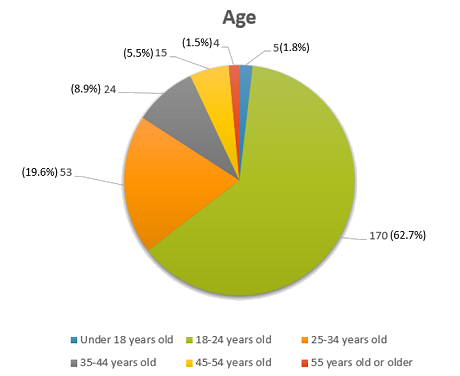 Age
(1.5%) 4
5 (1.8%)
(5.5%) 15
(8.9%) 24
(19.6%) 53
170 (62.7%)
Under 18 years old
18-24 years old
25-34 years old
35-44 years old
45-54 years old
55 years old or older